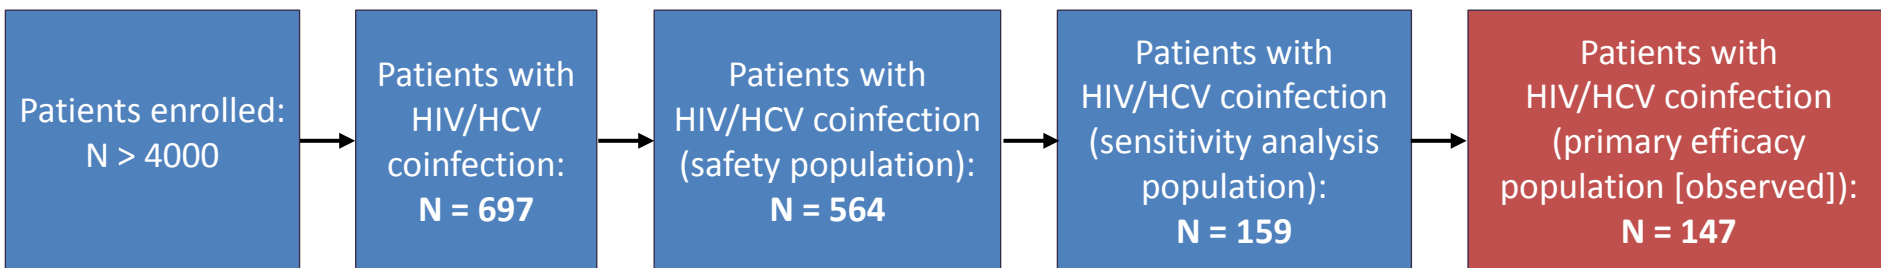 Patients enrolled:
N > 4000
Patients with
HIV/HCV
coinfection:
N = 697
Patients with
HIV/HCV coinfection
(safety population):
N = 564
Patients with
HIV/HCV coinfection
(sensitivity analysis
population):
N = 159
Patients with
HIV/HCV coinfection
(primary efficacy
population [observed]):
N = 147